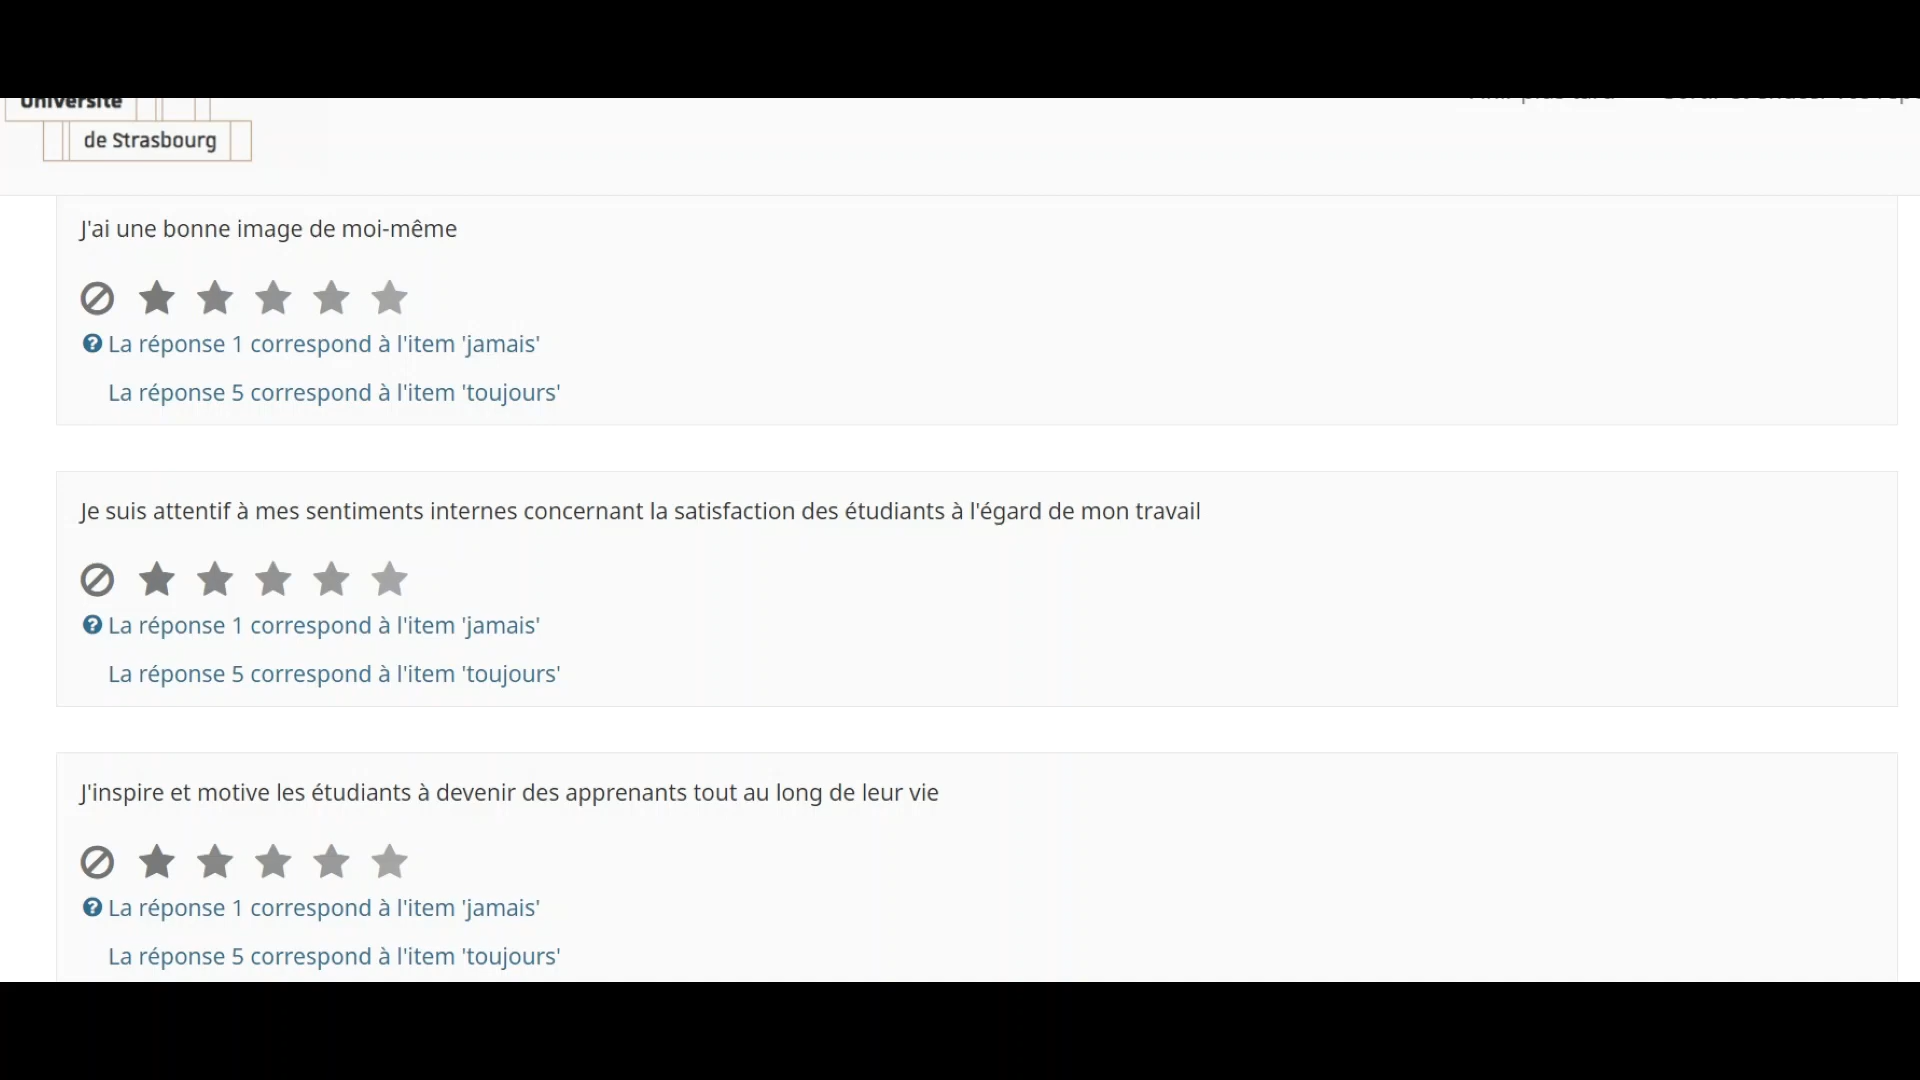 Université
de Strasbourg
J'ai une bonne image de moi-même
La réponse 1 correspond à l'item 'jamais'
La réponse 5 correspond à l'item 'toujours'
Je suis attentif à mes sentiments internes concernant la satisfaction des étudiants à l'égard de mon travail
La réponse 1 correspond à l'item 'jamais'
La réponse 5 correspond à l'item 'toujours'
J'inspire et motive les étudiants à devenir des apprenants tout au long de leur vie
La réponse 1 correspond à l'item 'jamais'
La réponse 5 correspond à l'item 'toujours'